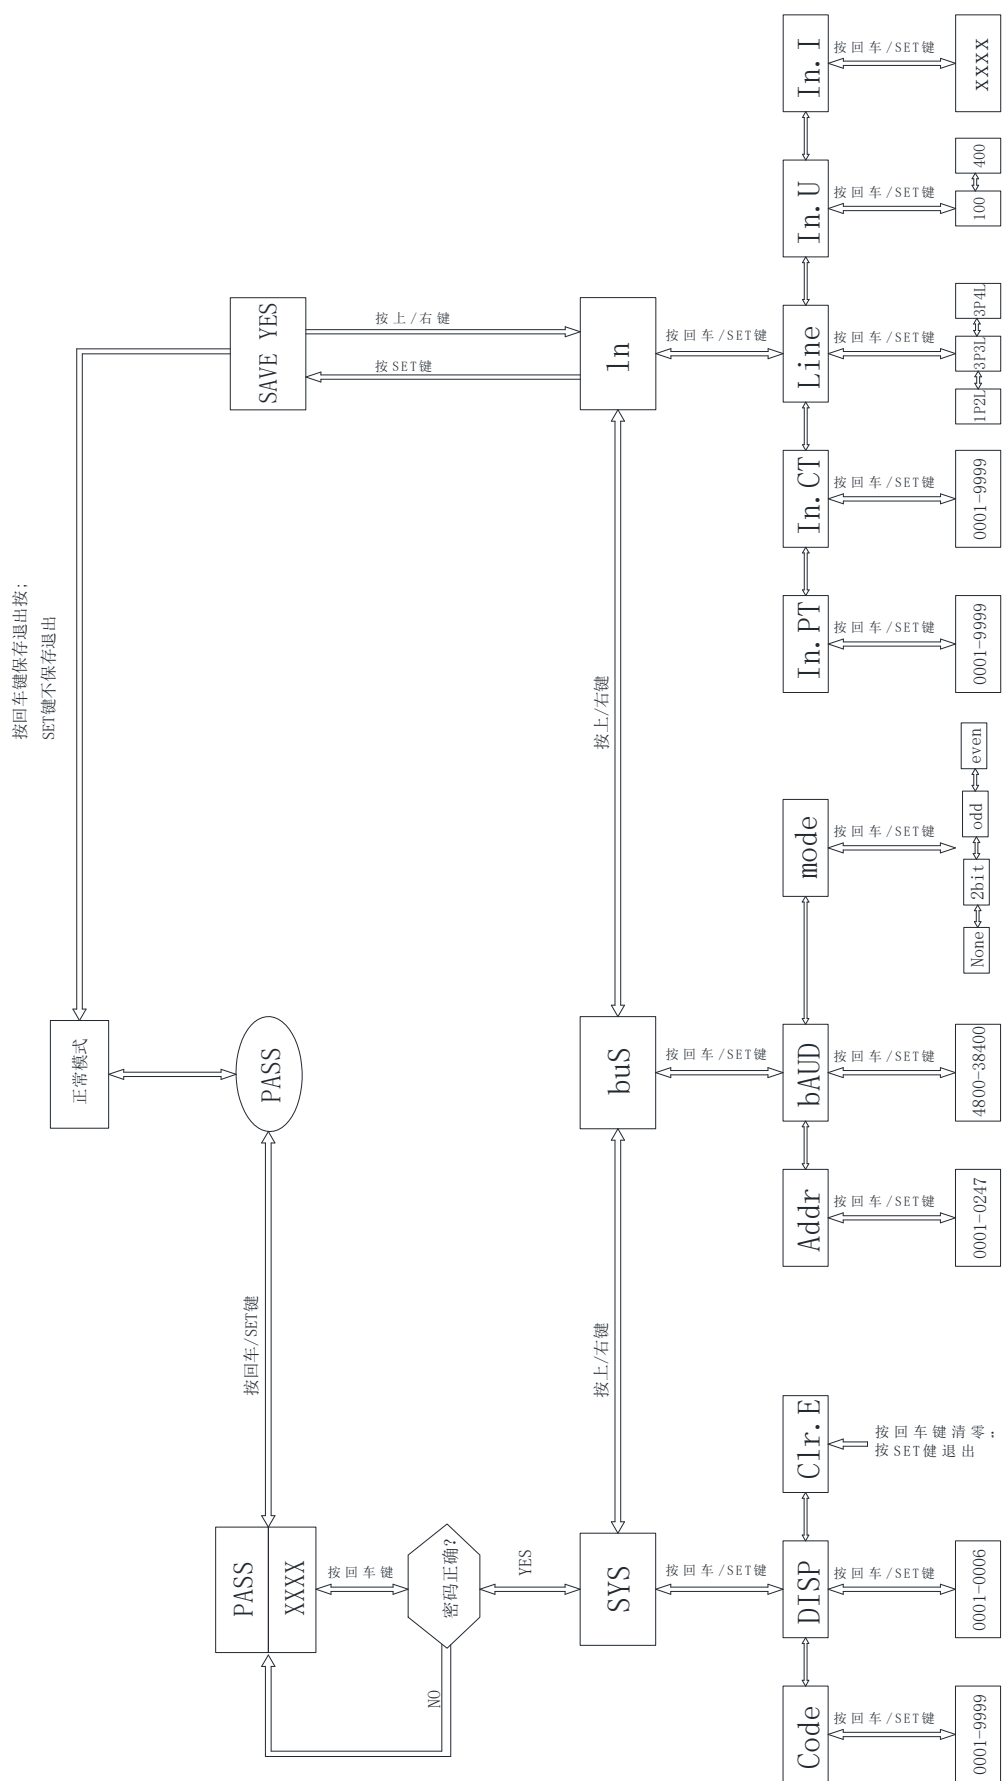 按回车键保存退出按;
SET键不保存退出
正常模式
PASS
按回车/SET键
PASS
SAVE YES
XXXX
按回车键
按上/右键
按SET键
NO
密码正确?
YES
SYS
按上/右键
buS
按上/右键
ln
按回车/SET键
按回车/SET键
按回车/SET键
Code
DISP
Clr.E
Addr
bAUD
mode
In.PT
In.CT
Line
In.U
In.I
按回车/SET键
按回车/SET键
按回车键清零;
按SET健退出
按回车/SET键
按回车/SET键
按回车/SET键
按回车/SET键
按回车/SET键
按回车/SET键
按回车/SET键
按回车/SET键
0001-9999
0001-0006
0001-0247
4800-38400
None
2bit
odd
even
0001-9999
0001-9999
1P2L
3P3L
3P4L
100
400
XXXX